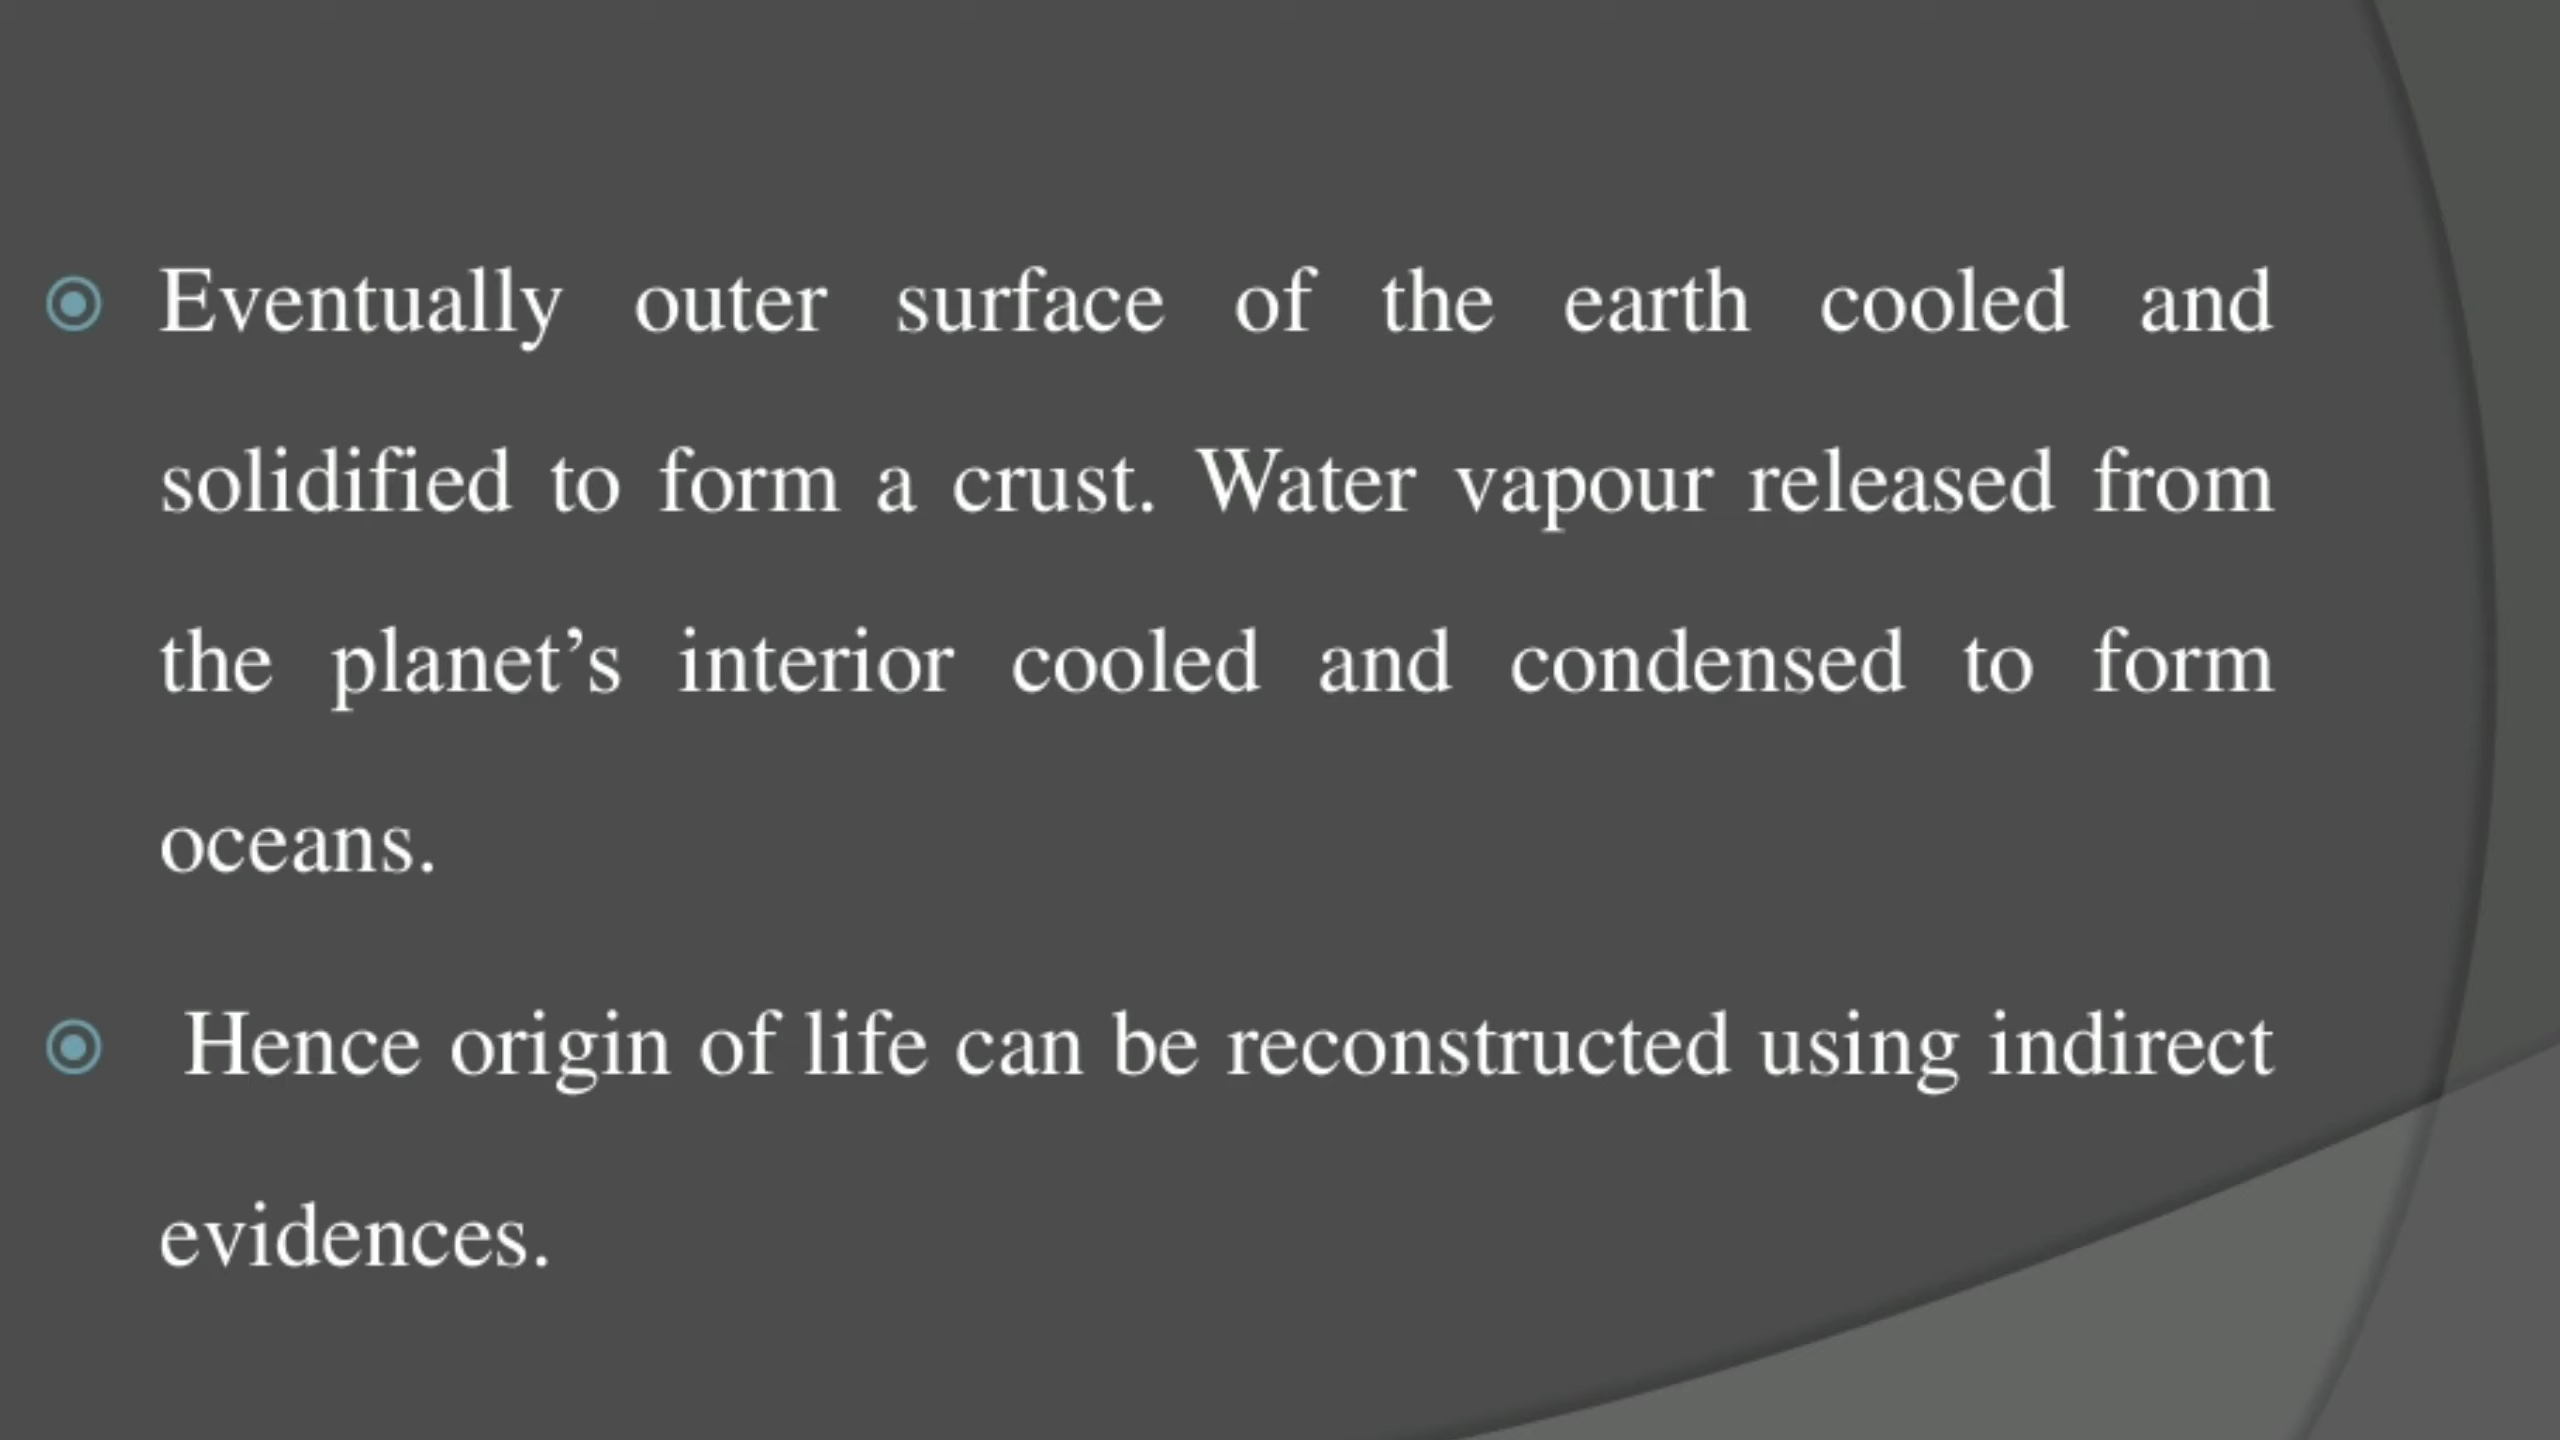 Eventually outer surface of the earth cooled and
solidified to form a crust. Water vapour released from
the planet’s interior cooled and condensed to form
oceans.
Hence origin of life can be reconstructed using indirect
evidences.